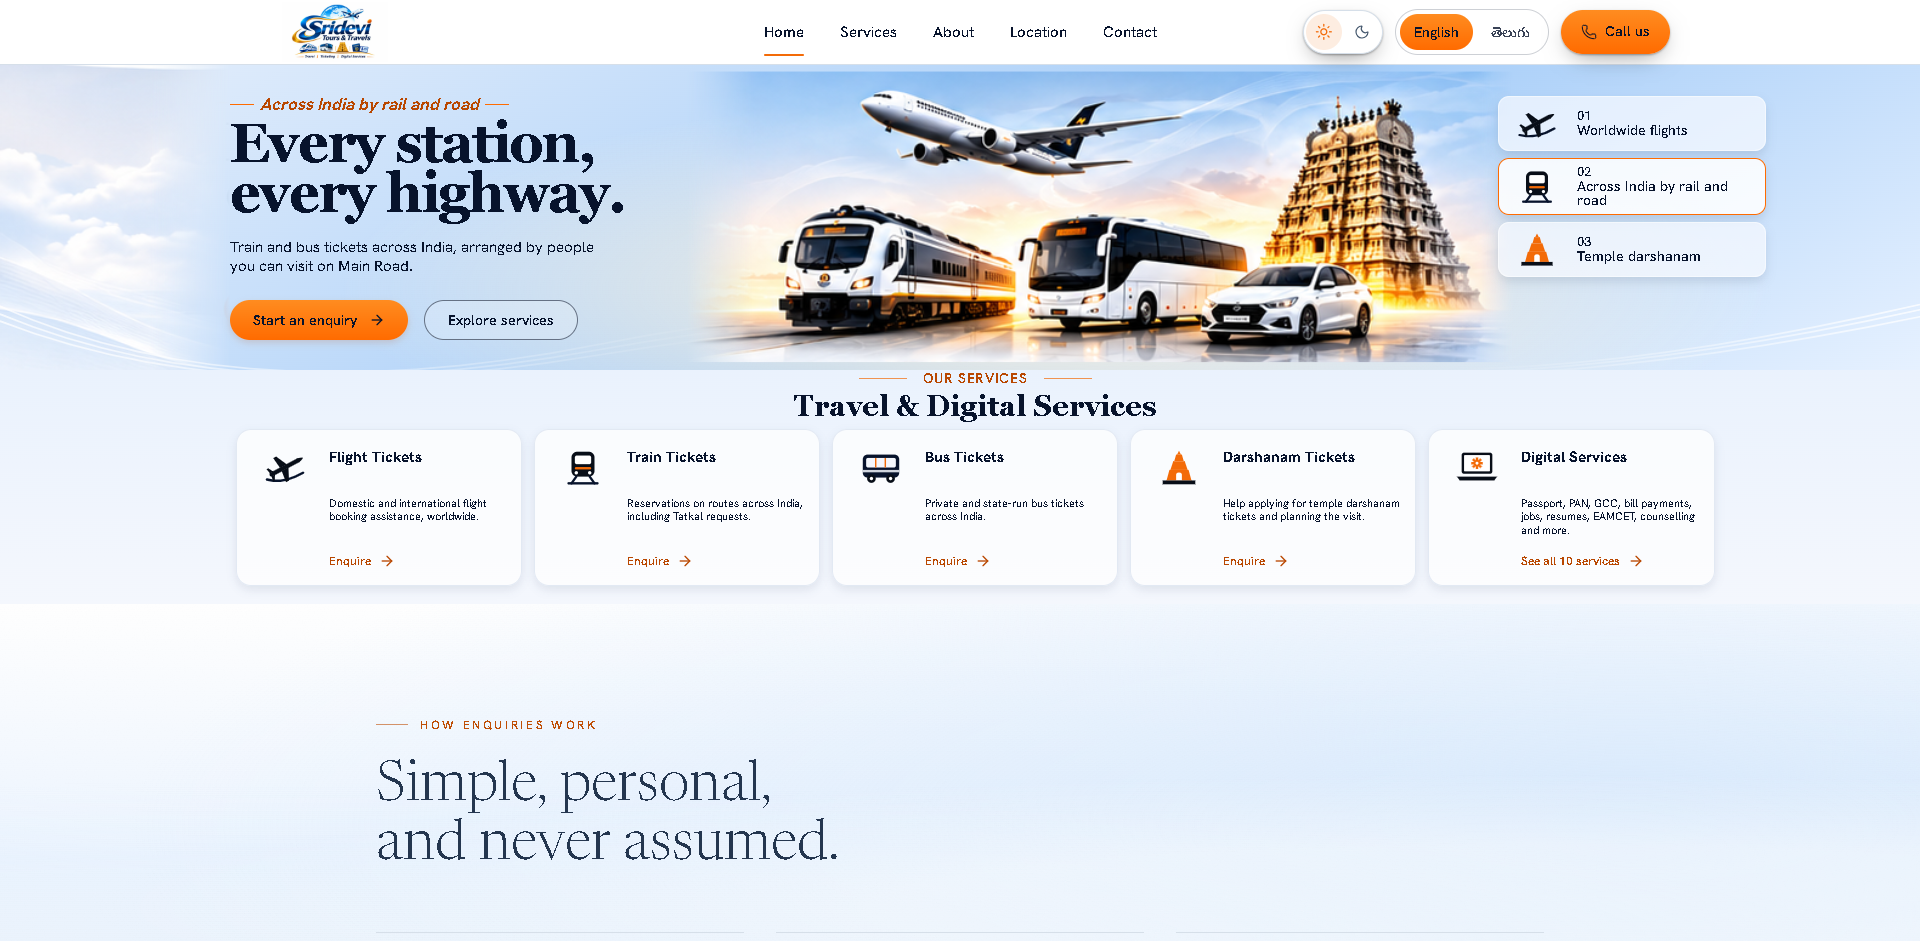 Sridevi
Tours & Travels
Home
Services
About
Location
Contact
English
తెలుగు
Call us
Across India by rail and road
Every station,
every highway.
Train and bus tickets across India, arranged by people
you can visit on Main Road.
Start an enquiry
Explore services
01
Worldwide flights
02
Across India by rail and
road
03
Temple darshanam
OUR SERVICES
Travel & Digital Services
Flight Tickets
Domestic and international flight
booking assistance, worldwide.
Enquire
Train Tickets
Reservations on routes across India,
including Tatkal requests.
Enquire
Bus Tickets
Private and state-run bus tickets
across India.
Enquire
Darshanam Tickets
Help applying for temple darshanam
tickets and planning the visit.
Enquire
Digital Services
Passport, PAN, GCC, bill payments,
jobs, resumes, EAMCET, counselling
and more.
See all 10 services
HOW ENQUIRIES WORK
Simple, personal,
and never assumed.